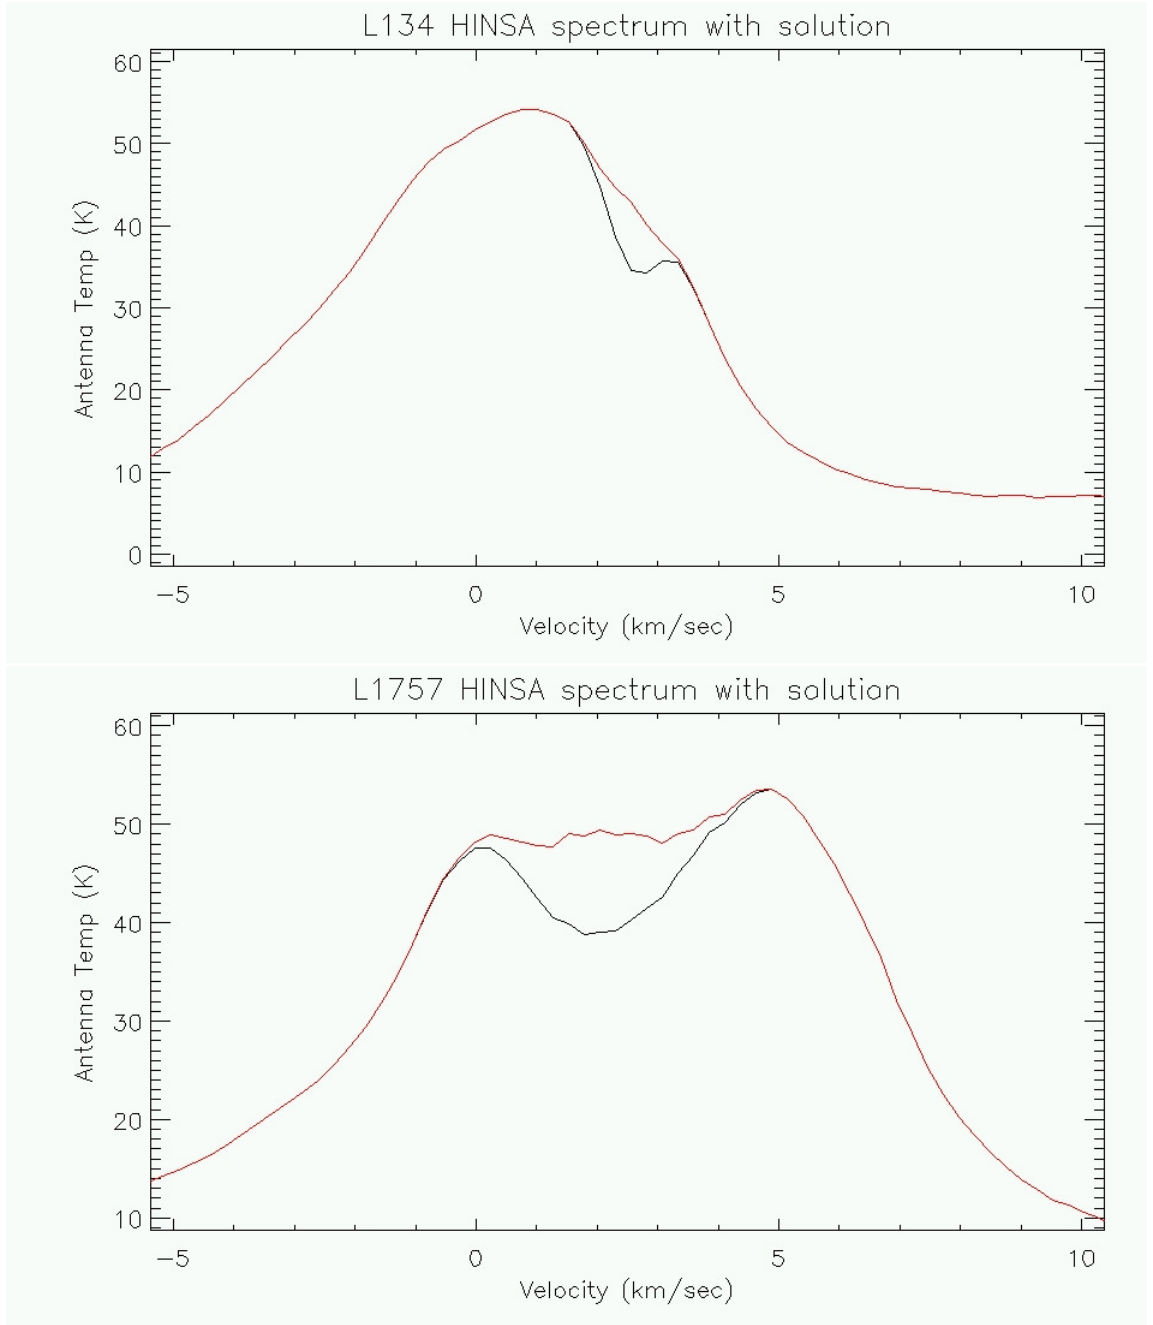 L134 HINSA spectrum with solution
60
50
40
30
20
10
0
Antenna Temp (K)
−5 0 5 10
Velocity (km/sec)
L1757 HINSA spectrum with solution
60
50
40
30
20
10
Antenna Temp (K)
−5 0 5 10
Velocity (km/sec)